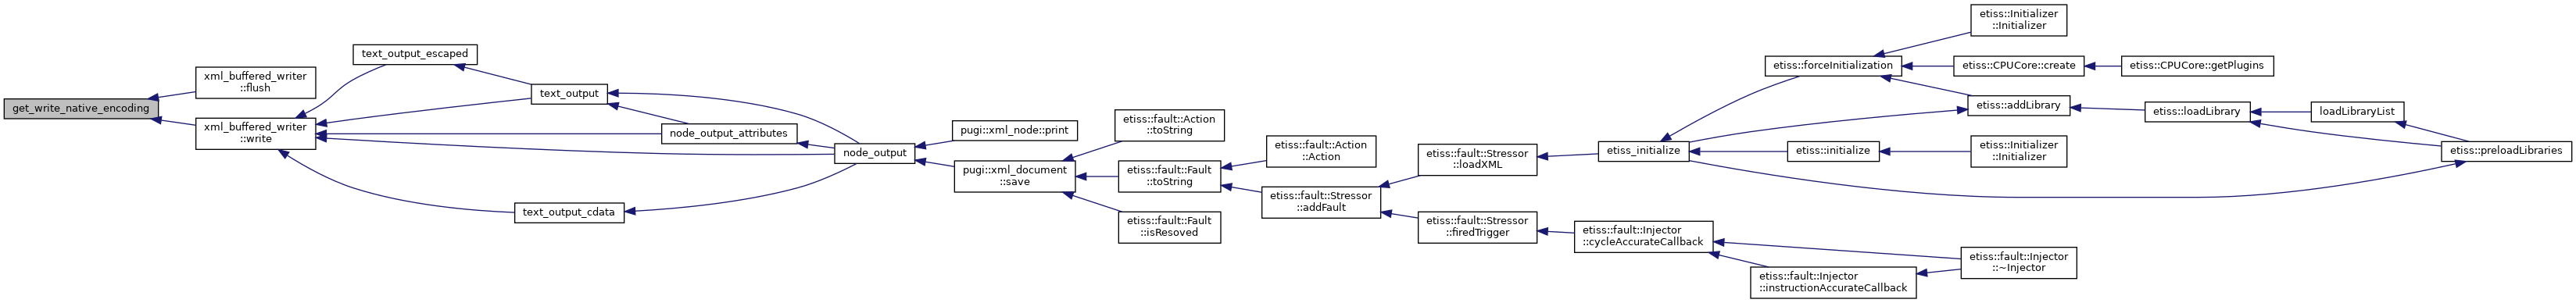 get_write_native_encoding
xml_buffered_writer
::flush
xml_buffered_writer
::write
text_output_escaped
text_output
node_output_attributes
text_output_cdata
node_output
pugi::xml_node::print
pugi::xml_document
::save
etiss::fault::Action
::toString
etiss::fault::Fault
::toString
etiss::fault::Fault
::isResoved
etiss::fault::Action
::Action
etiss::fault::Stressor
::addFault
etiss::fault::Stressor
::loadXML
etiss::fault::Stressor
::firedTrigger
etiss_initialize
etiss::fault::Injector
::cycleAccurateCallback
etiss::forceInitialization
etiss::initialize
etiss::fault::Injector
::instructionAccurateCallback
etiss::Initializer
::Initializer
etiss::CPUCore::create
etiss::addLibrary
etiss::Initializer
::Initializer
etiss::fault::Injector
::~Injector
etiss::CPUCore::getPlugins
etiss::loadLibrary
loadLibraryList
etiss::preloadLibraries